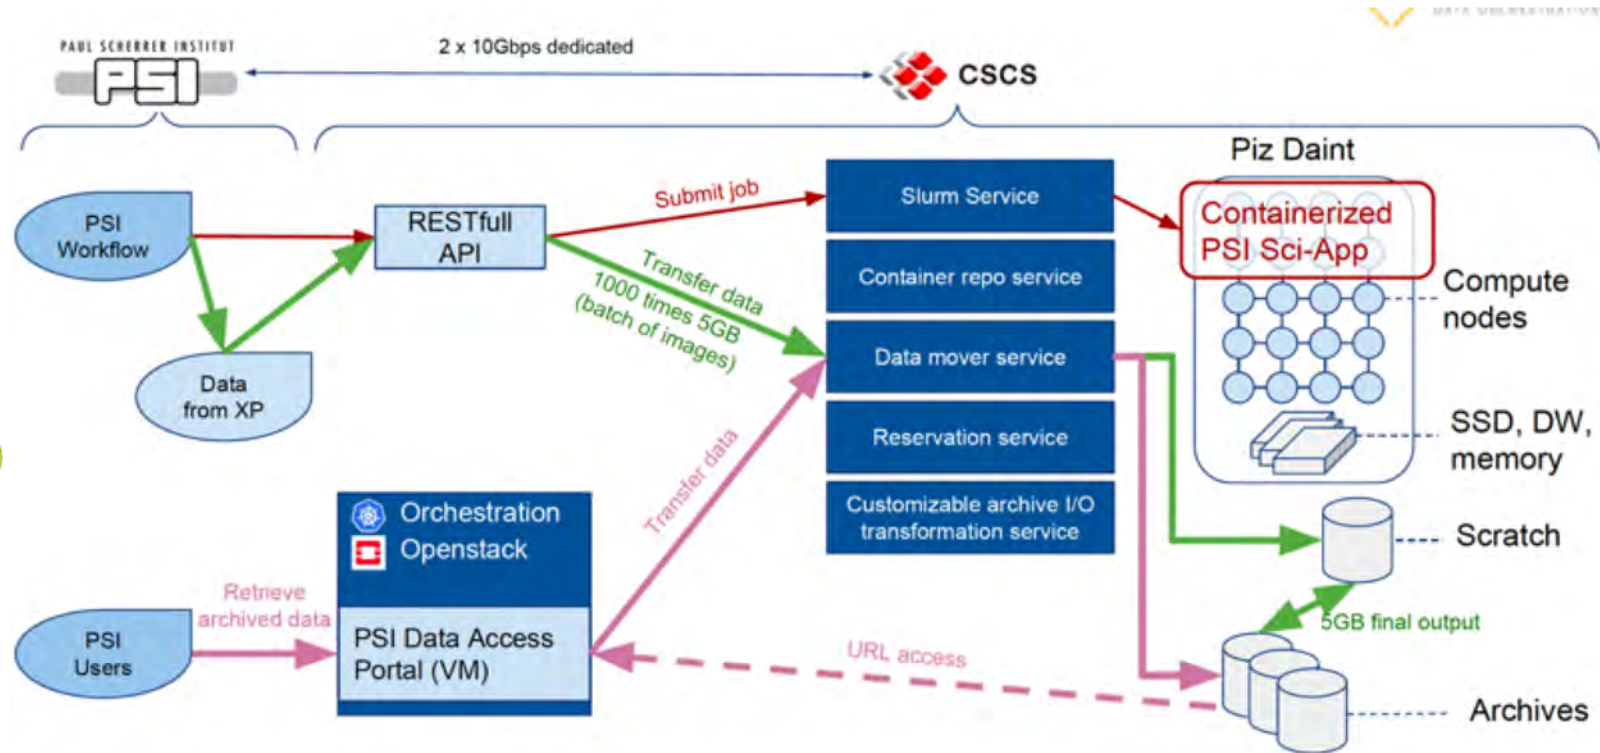 PAUL SCHERRER INSTITUT
PSI
2 x 10Gbps dedicated
CSCS
Piz Daint
PSI
Workflow
RESTfull
API
Submit job
Slurm Service
Containerized
PSI Sci-App
Transfer data
1000 times 5GB
(batch of images)
Container repo service
Compute
nodes
Data
from XP
Data mover service
Reservation service
SSD, DW,
memory
Transfer data
Customizable archive I/O
transformation service
Orchestration
Openstack
Scratch
Retrieve
archived data
PSI
Users
PSI Data Access
Portal (VM)
URL access
5GB final output
Archives